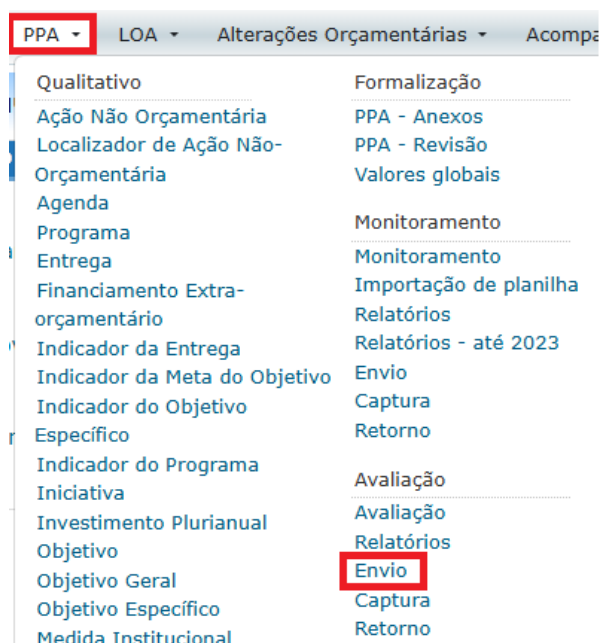 PPA LOA Alterações Orçamentárias Acompa
Qualitativo
Ação Não Orçamentária
Localizador de Ação Não-
Orçamentária
Agenda
Programa
Entrega
Financiamento Extra-
orçamentário
Indicador da Entrega
Indicador da Meta do Objetivo
Indicador do Objetivo
Específico
Indicador do Programa
Iniciativa
Investimento Plurianual
Objetivo
Objetivo Geral
Objetivo Específico
Medida Institucional
Formalização
PPA - Anexos
PPA - Revisão
Valores globais
Monitoramento
Monitoramento
Importação de planilha
Relatórios
Relatórios - até 2023
Envio
Captura
Retorno
Avaliação
Avaliação
Relatórios
Envio
Captura
Retorno